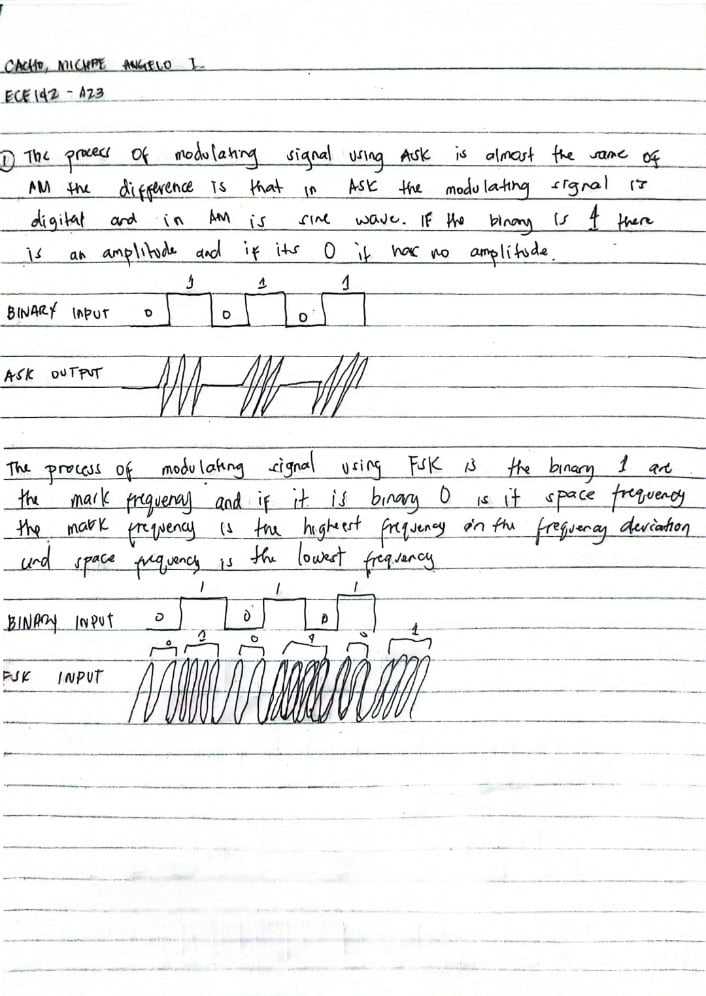 CACHO, MICHAE ANGELO I.
ECE142 - A23
① The process of modulating signal using ASK is almost the same of
AM the difference is that in ASK the modulating signal is
digital and in AM is sine wave. IF the binary is 1 there
is an amplitude and if its 0 it has no amplitude.
1 1 1
BINARY INPUT 0 0 0
ASK OUTPUT
The process of modulating signal using FSK is the binary 1 are
the mark frequency and if it is binary 0 is it space frequency
the mark frequency is the highest frequency on the frequency deviation
and space frequency is the lowest frequency
1 1 1
BINARY INPUT 0 0 0
0 1 0 1 0 1
FSK INPUT